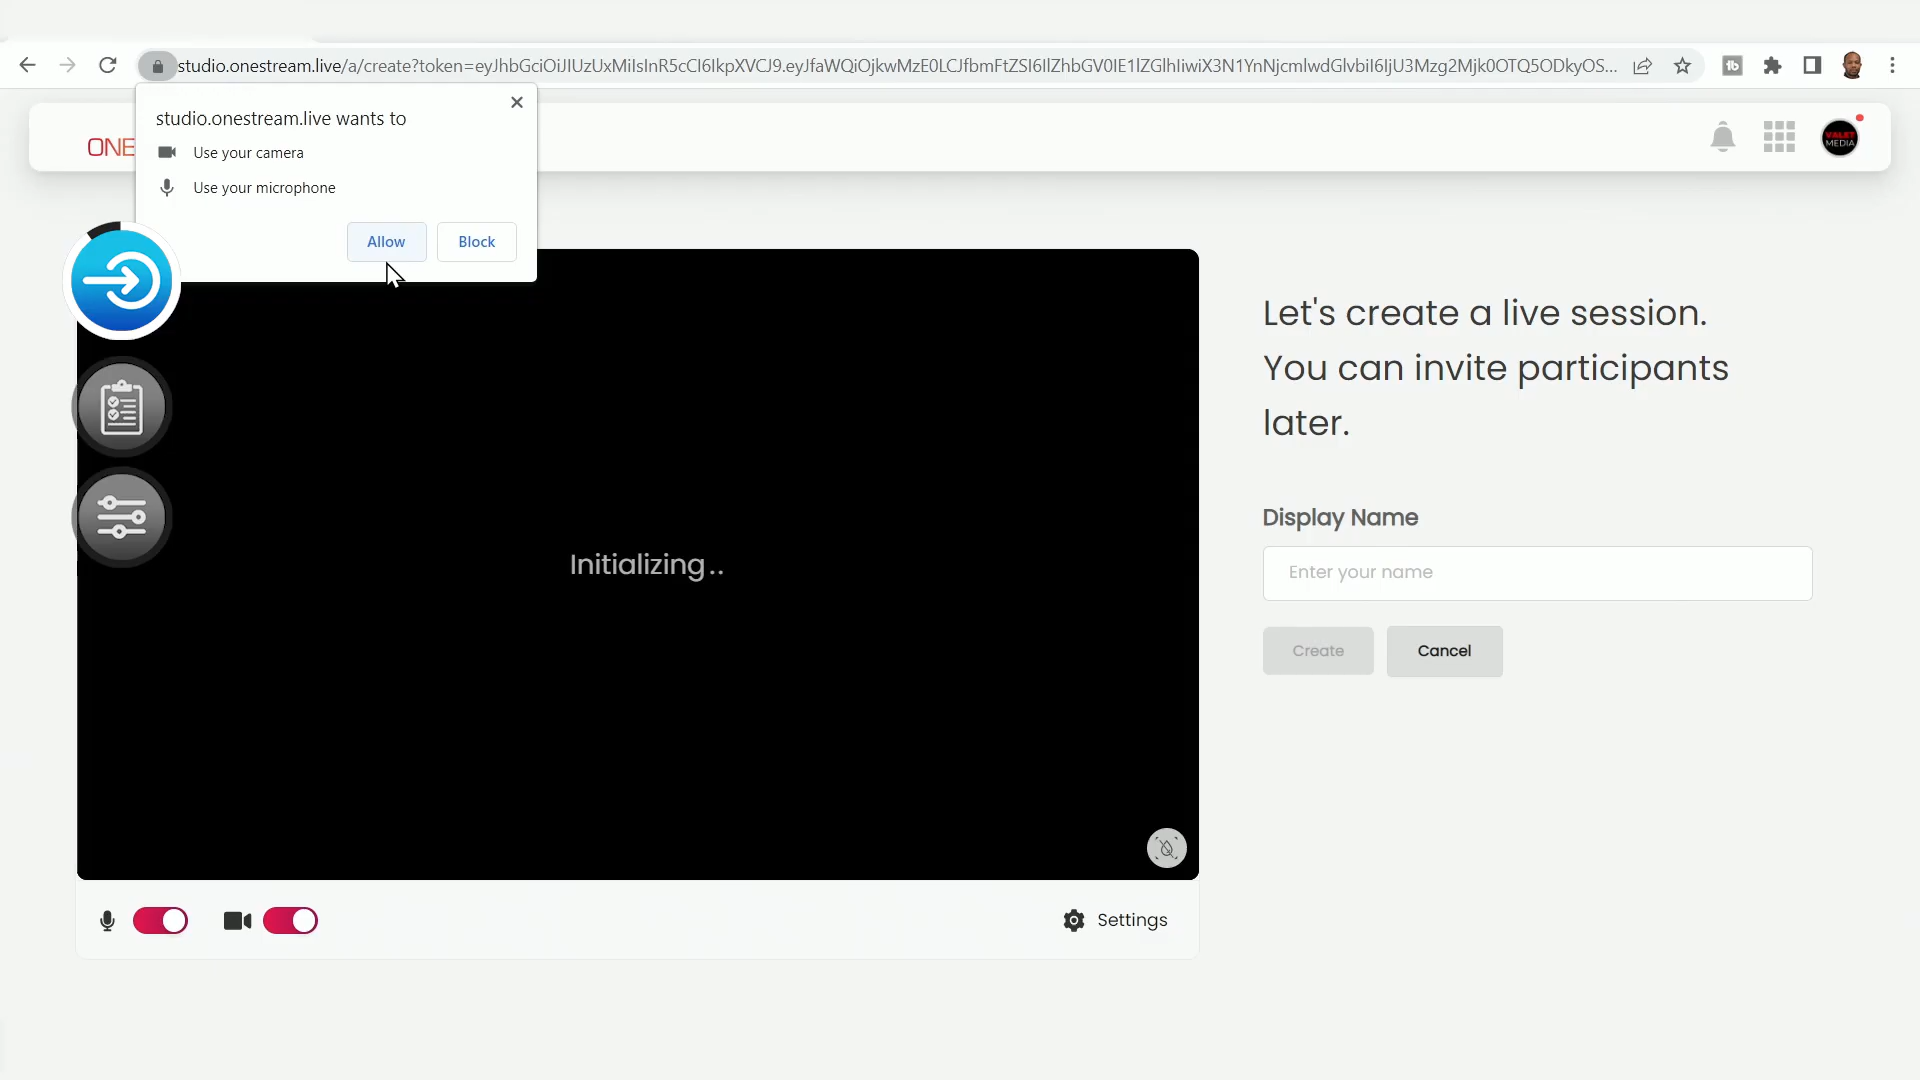 studio.onestream.live/a/create?token=eyJhbGciOiJIUzUxMiIsInR5cCI6IkpXVCJ9.eyJfaWQiOjkwMzE0LCJfbmFtZSI6IlZhbGV0IE1lZGlhIiwiX3N1YnNjcmlwdGlvbiI6IjU3Mzg2Mjk0OTQ5ODkyOS...
studio.onestream.live wants to
Use your camera
Use your microphone
Allow
Block
ONE
VALET
MEDIA
Initializing..
Let's create a live session.
You can invite participants
later.
Display Name
Enter your name
Create
Cancel
Settings